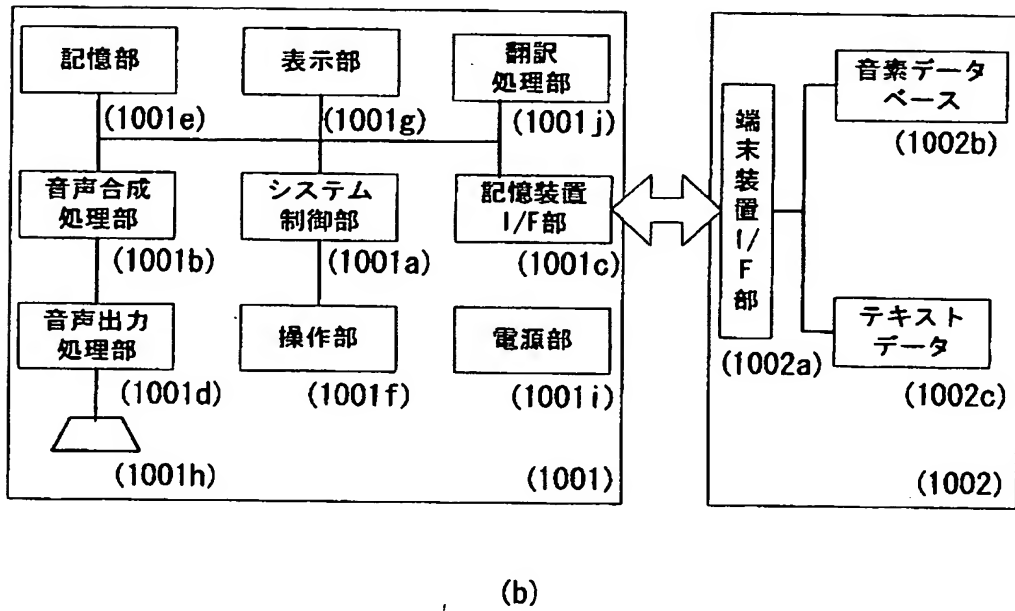 記憶部
(1001e)
表示部
(1001g)
翻訳
処理部
(1001j)
音声合成
処理部
(1001b)
システム
制御部
(1001a)
記憶装置
I/F部
(1001c)
音声出力
処理部
(1001d)
操作部
(1001f)
電源部
(1001i)
(1001h)
(1001)
端末装置I/F部
(1002a)
音素データ
ベース
(1002b)
テキスト
データ
(1002c)
(1002)
(b)